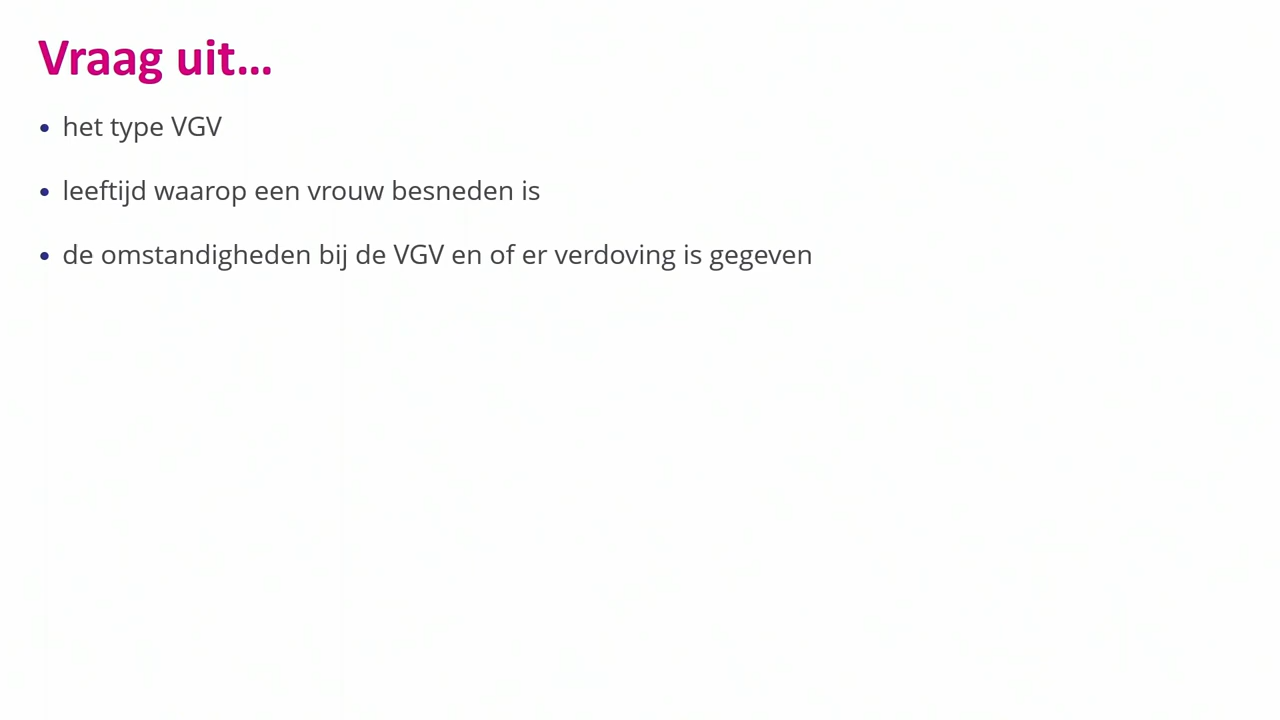 Vraag uit...
• het type VGV
• leeftijd waarop een vrouw besneden is
• de omstandigheden bij de VGV en of er verdoving is gegeven